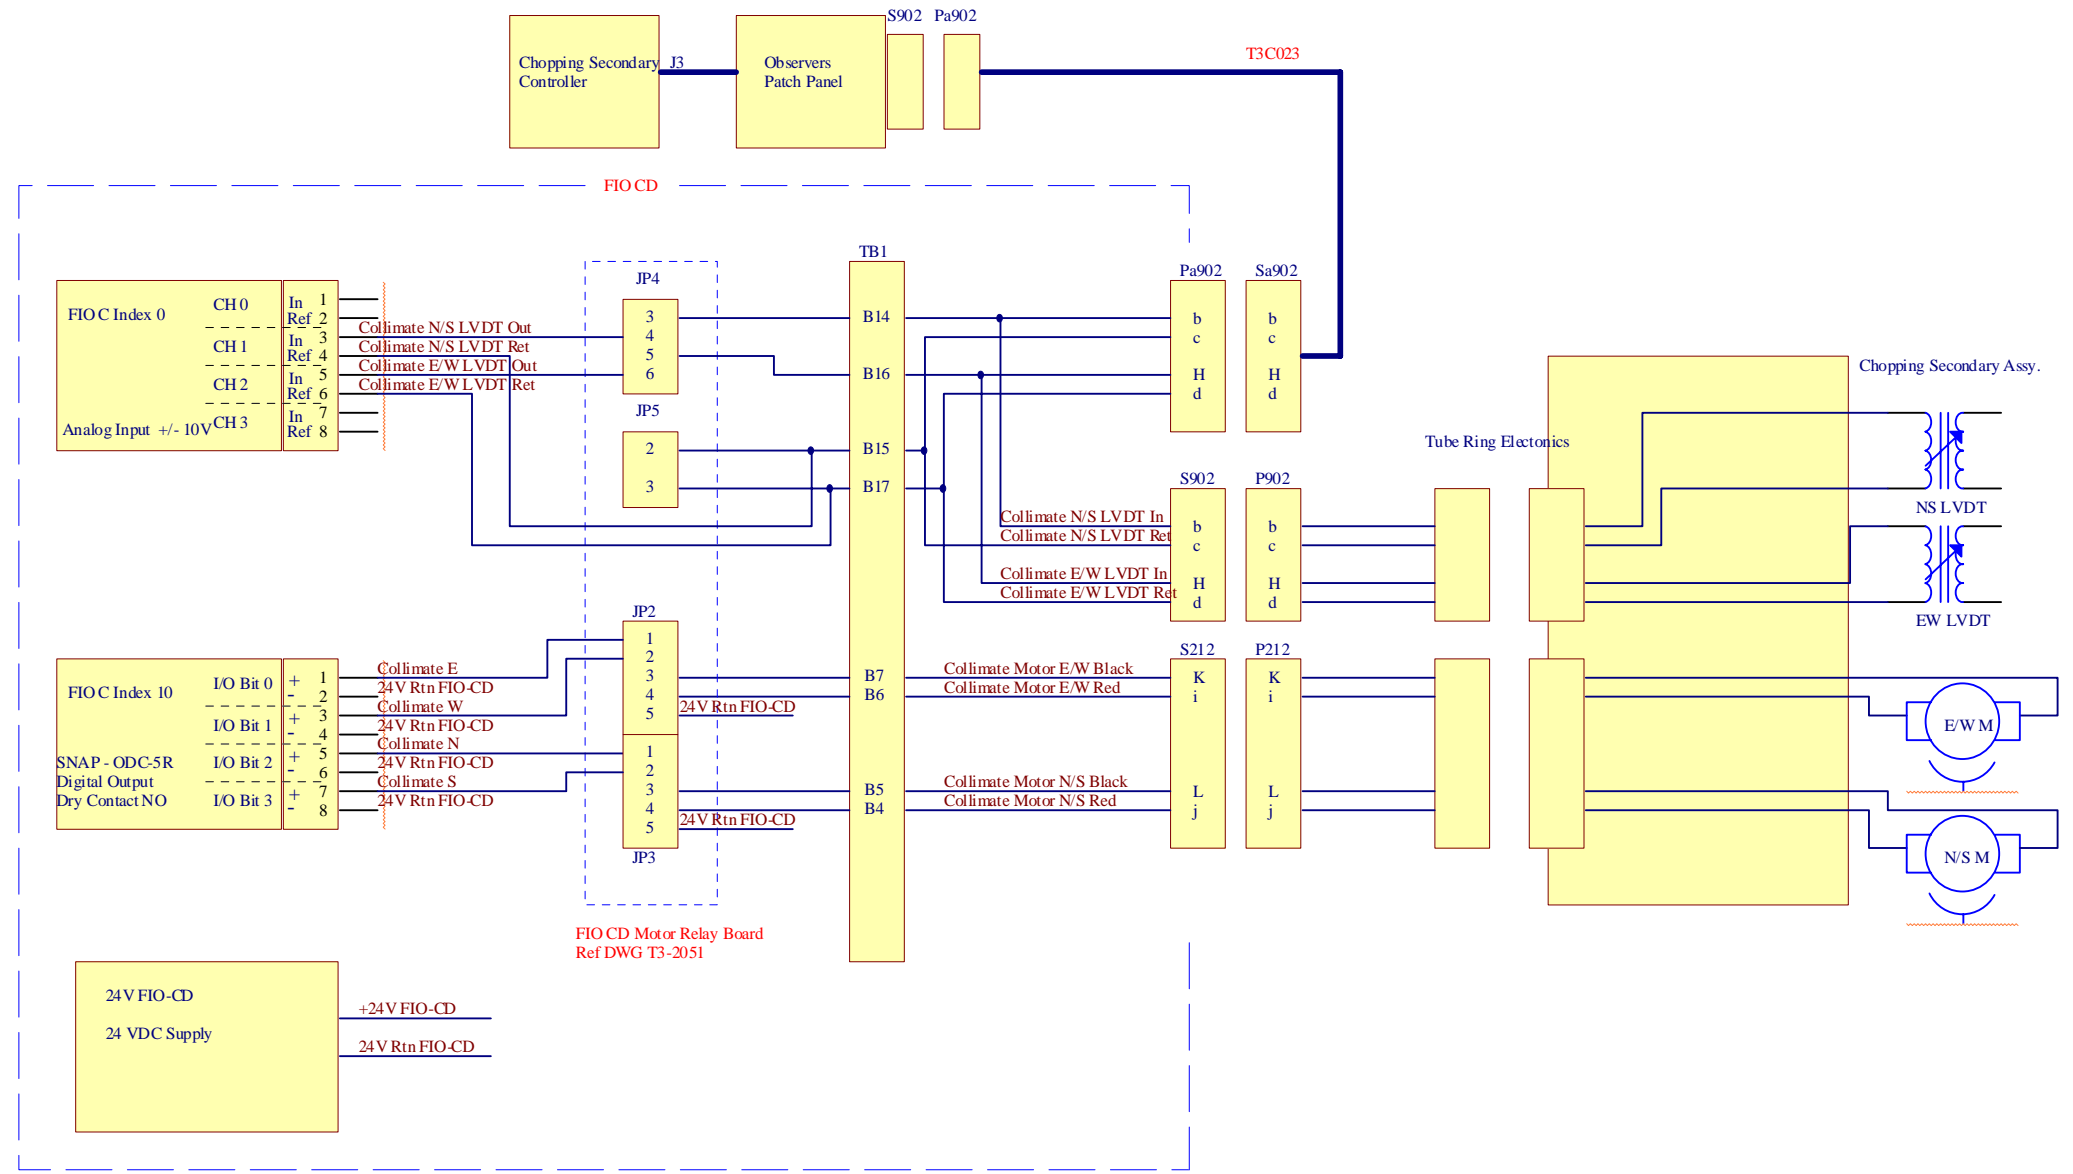 S902 Pa902
Chopping Secondary
Controller
J3
Observers
Patch Panel
T3C023
FIO CD
TB1
FIO C Index 0
CH 0
CH 1
CH 2
CH 3
Analog Input +/- 10V
In 1
Ref 2
In 3
Ref 4
In 5
Ref 6
In 7
Ref 8
Collimate N/S LVDT Out
Collimate N/S LVDT Ret
Collimate E/W LVDT Out
Collimate E/W LVDT Ret
JP4
3
4
5
6
JP5
2
3
B14
B16
B15
B17
Pa902
b
c
H
d
Sa902
b
c
H
d
Collimate N/S LVDT In
Collimate N/S LVDT Ret
Collimate E/W LVDT In
Collimate E/W LVDT Ret
S902
b
c
H
d
P902
b
c
H
d
Tube Ring Electonics
Chopping Secondary Assy.
NS LVDT
EW LVDT
FIO C Index 10
I/O Bit 0
I/O Bit 1
I/O Bit 2
I/O Bit 3
SNAP - ODC-5R
Digital Output
Dry Contact NO
+ 1
- 2
+ 3
- 4
+ 5
- 6
+ 7
- 8
Collimate E
24V Rtn FIO-CD
Collimate W
24V Rtn FIO-CD
Collimate N
24V Rtn FIO-CD
Collimate S
24V Rtn FIO-CD
JP2
1
2
3
4
5
24V Rtn FIO-CD
1
2
3
4
5
24V Rtn FIO-CD
JP3
B7
B6
B5
B4
Collimate Motor E/W Black
Collimate Motor E/W Red
Collimate Motor N/S Black
Collimate Motor N/S Red
S212
K
i
L
j
P212
K
i
L
j
E/W M
N/S M
FIO CD Motor Relay Board
Ref DWG T3-2051
24V FIO-CD
24 VDC Supply
+24V FIO-CD
24V Rtn FIO-CD